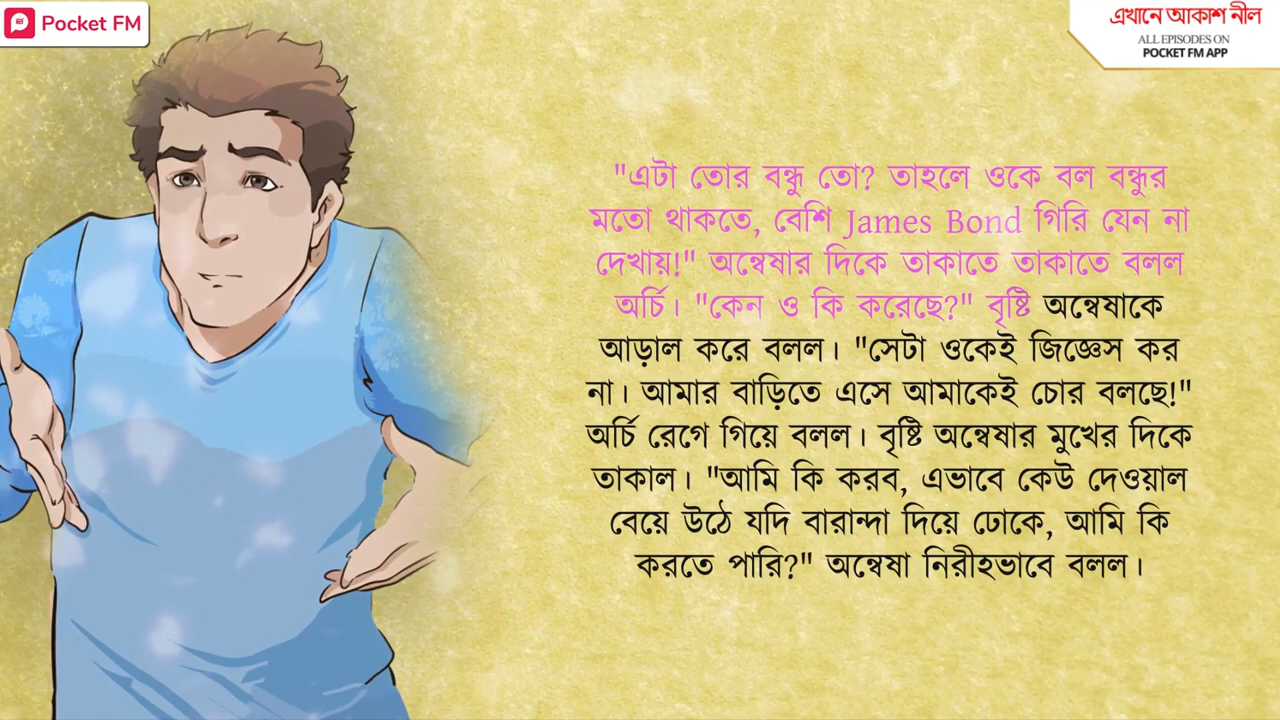 Pocket FM
এখানে আকাশ নীল
ALL EPISODES ON
POCKET FM APP
"এটা তোর বন্ধু তো? তাহলে ওকে বল বন্ধুর
মতো থাকতে, বেশি James Bond গিরি যেন না
দেখায়!" অন্বেষার দিকে তাকাতে তাকাতে বলল
অর্চি। "কেন ও কি করেছে?" বৃষ্টি অন্বেষাকে
আড়াল করে বলল। "সেটা ওকেই জিজ্ঞেস কর
না। আমার বাড়িতে এসে আমাকেই চোর বলছে!"
অর্চি রেগে গিয়ে বলল। বৃষ্টি অন্বেষার মুখের দিকে
তাকাল। "আমি কি করব, এভাবে কেউ দেওয়াল
বেয়ে উঠে যদি বারান্দা দিয়ে ঢোকে, আমি কি
করতে পারি?" অন্বেষা নিরীহভাবে বলল।